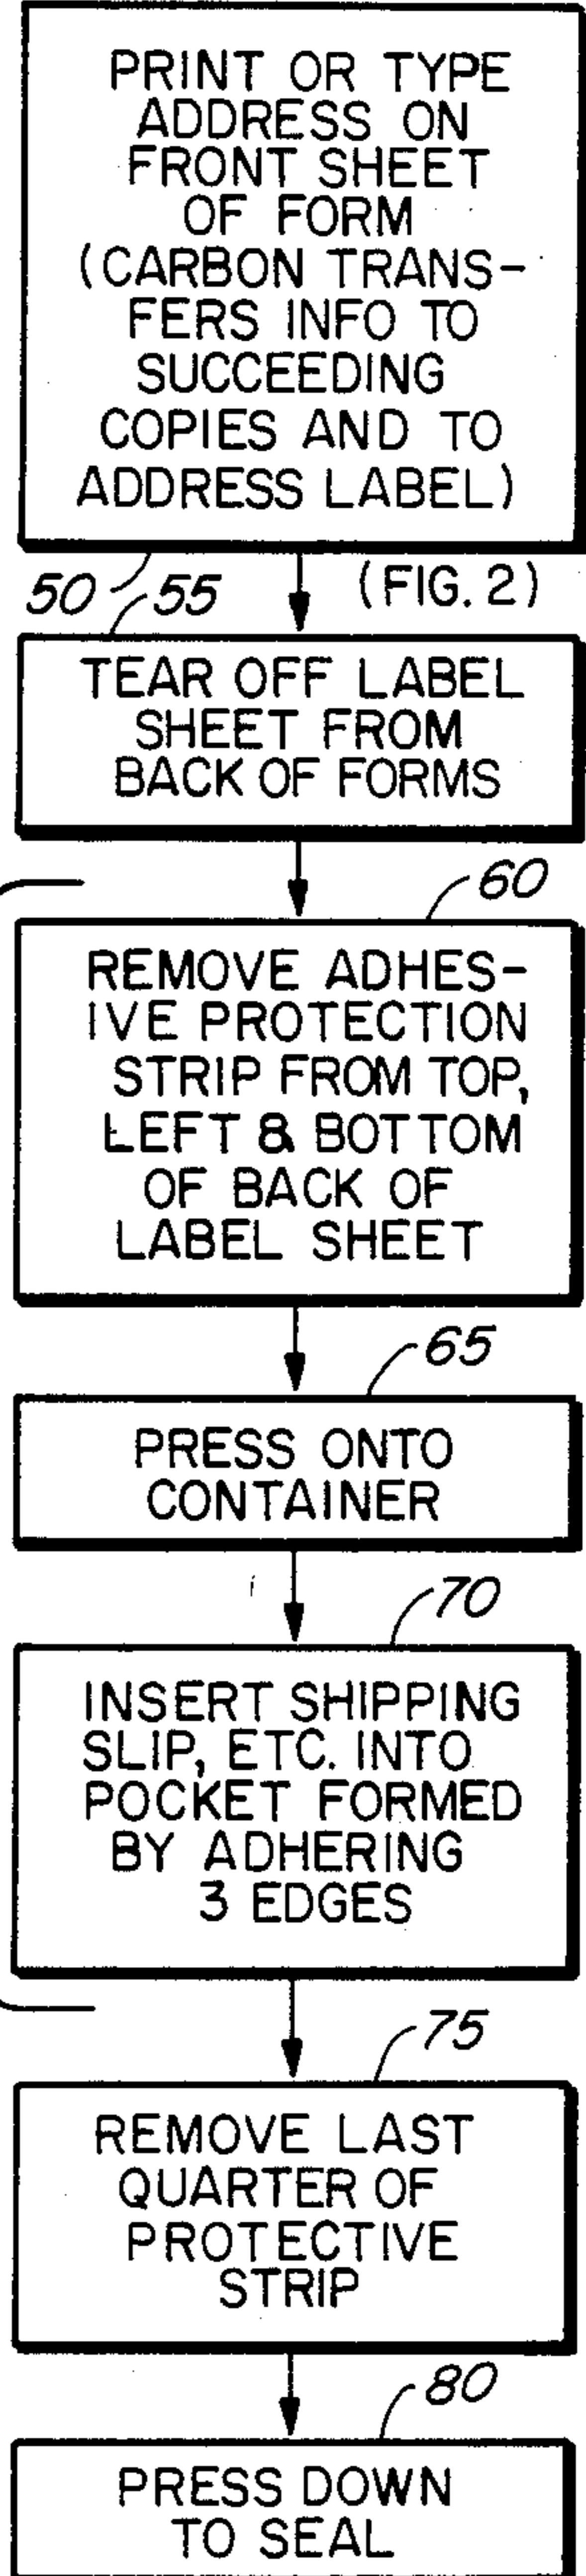 PRINT OR TYPE
ADDRESS ON
FRONT SHEET
OF FORM
(CARBON TRANS-
FERS INFO TO
SUCCEEDING
COPIES AND TO
ADDRESS LABEL)
50
(FIG. 2)
55
TEAR OFF LABEL
SHEET FROM
BACK OF FORMS
60
REMOVE ADHES-
IVE PROTECTION
STRIP FROM TOP,
LEFT & BOTTOM
OF BACK OF
LABEL SHEET
65
PRESS ONTO
CONTAINER
70
INSERT SHIPPING
SLIP, ETC. INTO
POCKET FORMED
BY ADHERING
3 EDGES
75
REMOVE LAST
QUARTER OF
PROTECTIVE
STRIP
80
PRESS DOWN
TO SEAL